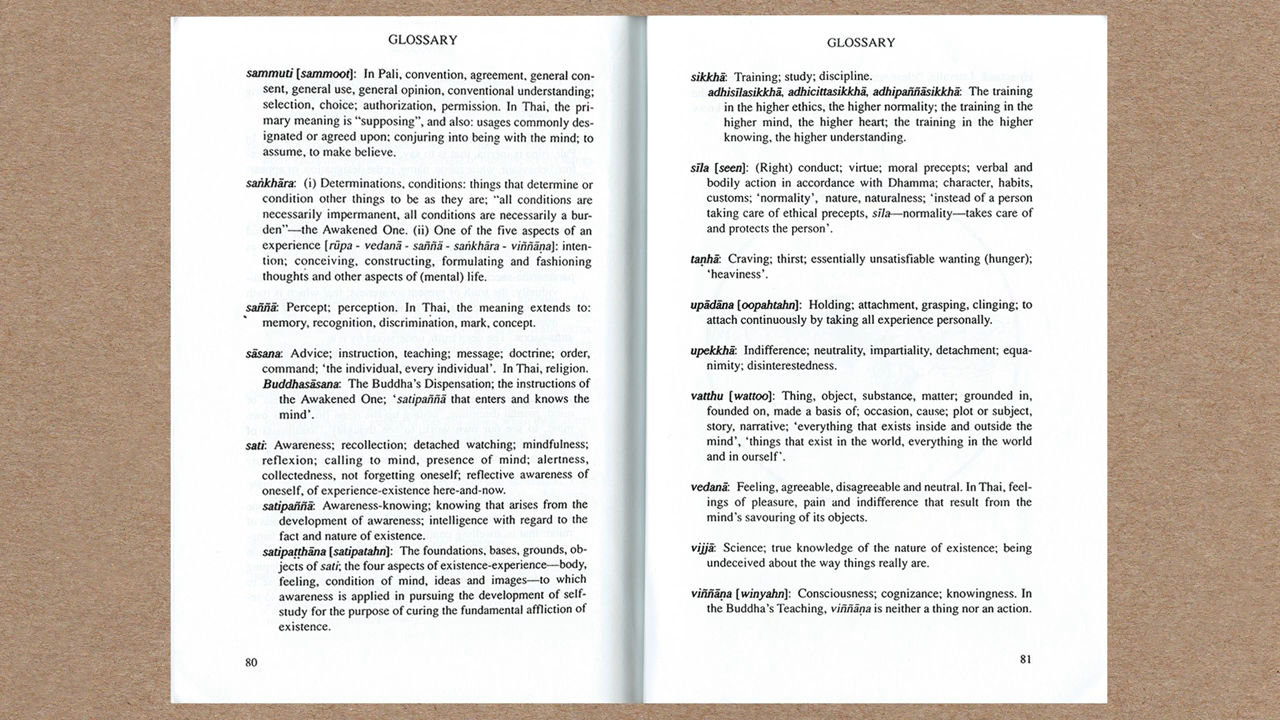 GLOSSARY
sammuti [sammoot]: In Pali, convention, agreement, general con-
sent, general use, general opinion, conventional understanding;
selection, choice; authorization, permission. In Thai, the pri-
mary meaning is “supposing”, and also: usages commonly des-
ignated or agreed upon; conjuring into being with the mind; to
assume, to make believe.
saṅkhāra: (i) Determinations, conditions: things that determine or
condition other things to be as they are; “all conditions are
necessarily impermanent, all conditions are necessarily a bur-
den”—the Awakened One. (ii) One of the five aspects of an
experience [rūpa - vedanā - saññā - saṅkhāra - viññāṇa]: inten-
tion; conceiving, constructing, formulating and fashioning
thoughts and other aspects of (mental) life.
saññā: Percept; perception. In Thai, the meaning extends to:
memory, recognition, discrimination, mark, concept.
sāsana: Advice; instruction, teaching; message; doctrine; order,
command; ‘the individual, every individual’. In Thai, religion.
Buddhasāsana: The Buddha’s Dispensation; the instructions of
the Awakened One; ‘satipaññā that enters and knows the
mind’.
sati: Awareness; recollection; detached watching; mindfulness;
reflexion; calling to mind, presence of mind; alertness,
collectedness, not forgetting oneself; reflective awareness of
oneself, of experience-existence here-and-now.
satipaññā: Awareness-knowing; knowing that arises from the
development of awareness; intelligence with regard to the
fact and nature of existence.
satipaṭṭhāna [satipatahn]: The foundations, bases, grounds, ob-
jects of sati; the four aspects of existence-experience—body,
feeling, condition of mind, ideas and images—to which
awareness is applied in pursuing the development of self-
study for the purpose of curing the fundamental affliction of
existence.
80
GLOSSARY
sikkhā: Training; study; discipline.
adhisīlasikkhā, adhicittasikkhā, adhipaññāsikkhā: The training
in the higher ethics, the higher normality; the training in the
higher mind, the higher heart; the training in the higher
knowing, the higher understanding.
sīla [seen]: (Right) conduct; virtue; moral precepts; verbal and
bodily action in accordance with Dhamma; character, habits,
customs; ‘normality’, nature, naturalness; ‘instead of a person
taking care of ethical precepts, sīla—normality—takes care of
and protects the person’.
taṇhā: Craving; thirst; essentially unsatisfiable wanting (hunger);
‘heaviness’.
upādāna [oopahtahn]: Holding; attachment, grasping, clinging; to
attach continuously by taking all experience personally.
upekkhā: Indifference; neutrality, impartiality, detachment; equa-
nimity; disinterestedness.
vatthu [wattoo]: Thing, object, substance, matter; grounded in,
founded on, made a basis of; occasion, cause; plot or subject,
story, narrative; ‘everything that exists inside and outside the
mind’, ‘things that exist in the world, everything in the world
and in ourself’.
vedanā: Feeling, agreeable, disagreeable and neutral. In Thai, feel-
ings of pleasure, pain and indifference that result from the
mind’s savouring of its objects.
vijjā: Science; true knowledge of the nature of existence; being
undeceived about the way things really are.
viññāṇa [winyahn]: Consciousness; cognizance; knowingness. In
the Buddha’s Teaching, viññāṇa is neither a thing nor an action.
81